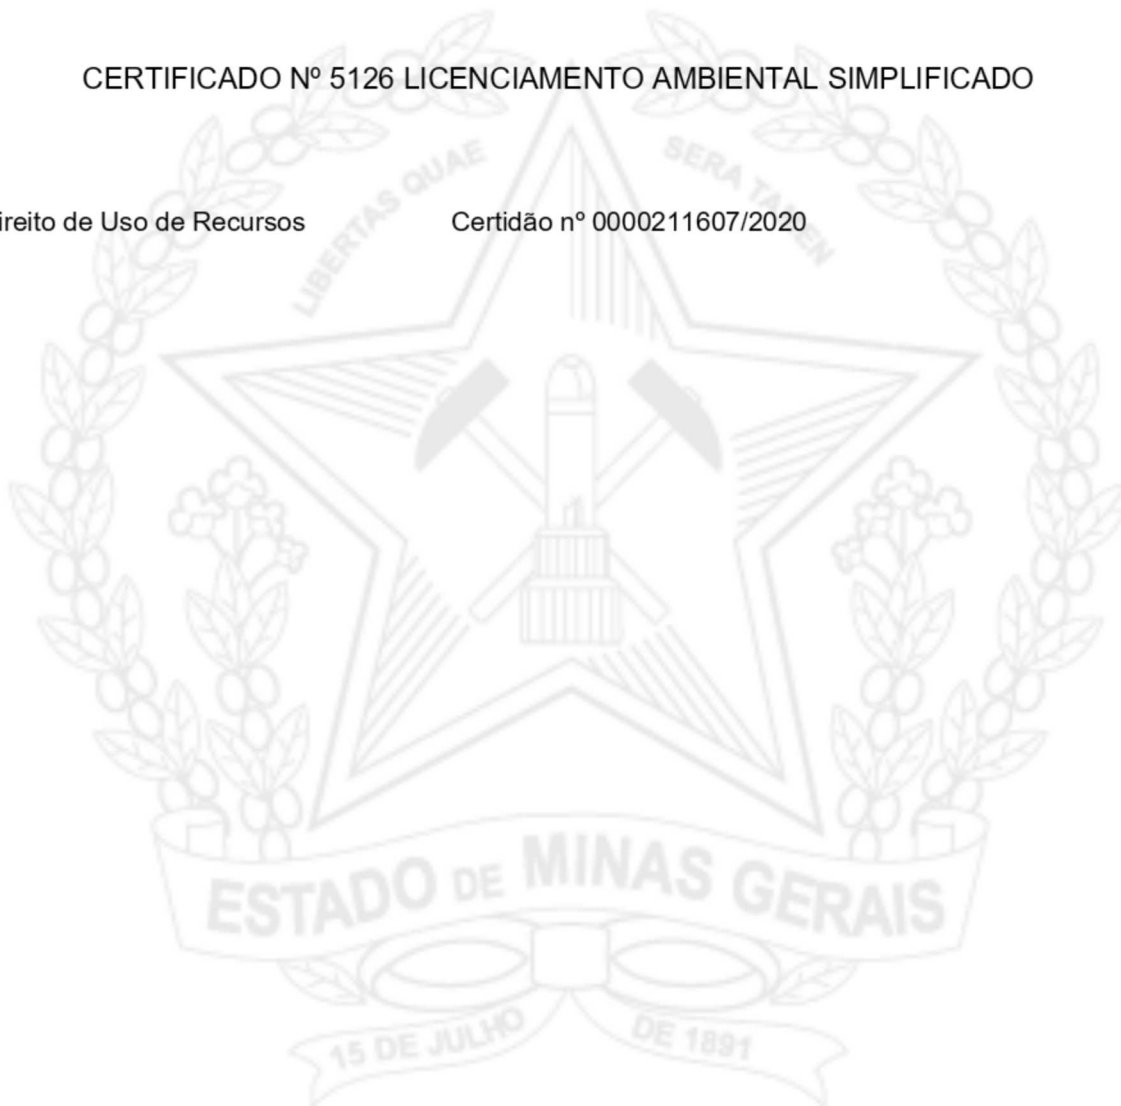 CERTIFICADO Nº 5126 LICENCIAMENTO AMBIENTAL SIMPLIFICADO
LIBERTAS QUAE SERA TAMEN
ireito de Uso de Recursos Certidão nº 0000211607/2020
ESTADO DE MINAS GERAIS
15 DE JULHO DE 1891